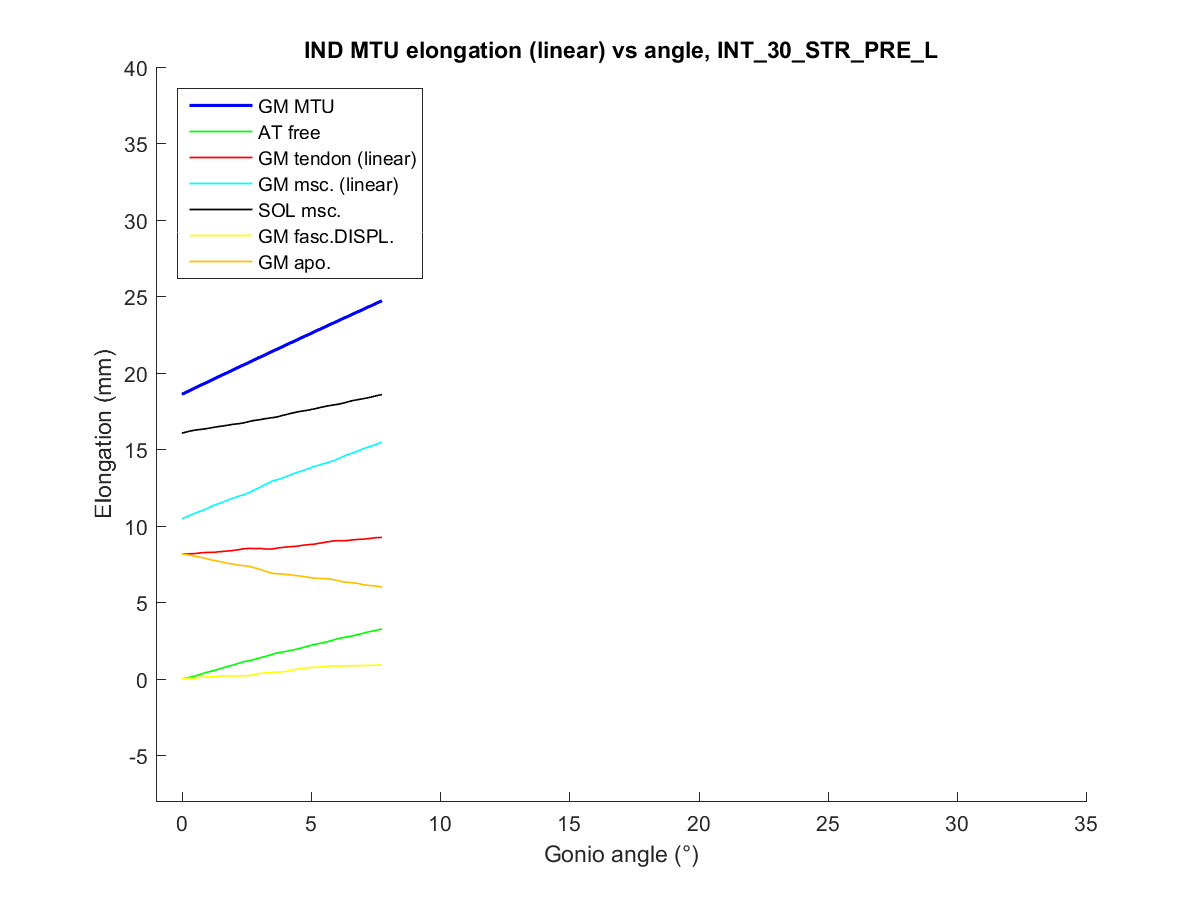 IND MTU elongation (linear) vs angle, INT_30_STR_PRE_L
40
35
30
25
20
15
10
5
0
-5
Elongation (mm)
GM MTU
AT free
GM tendon (linear)
GM msc. (linear)
SOL msc.
GM fasc.DISPL.
GM apo.
0 5 10 15 20 25 30 35
Gonio angle (°)